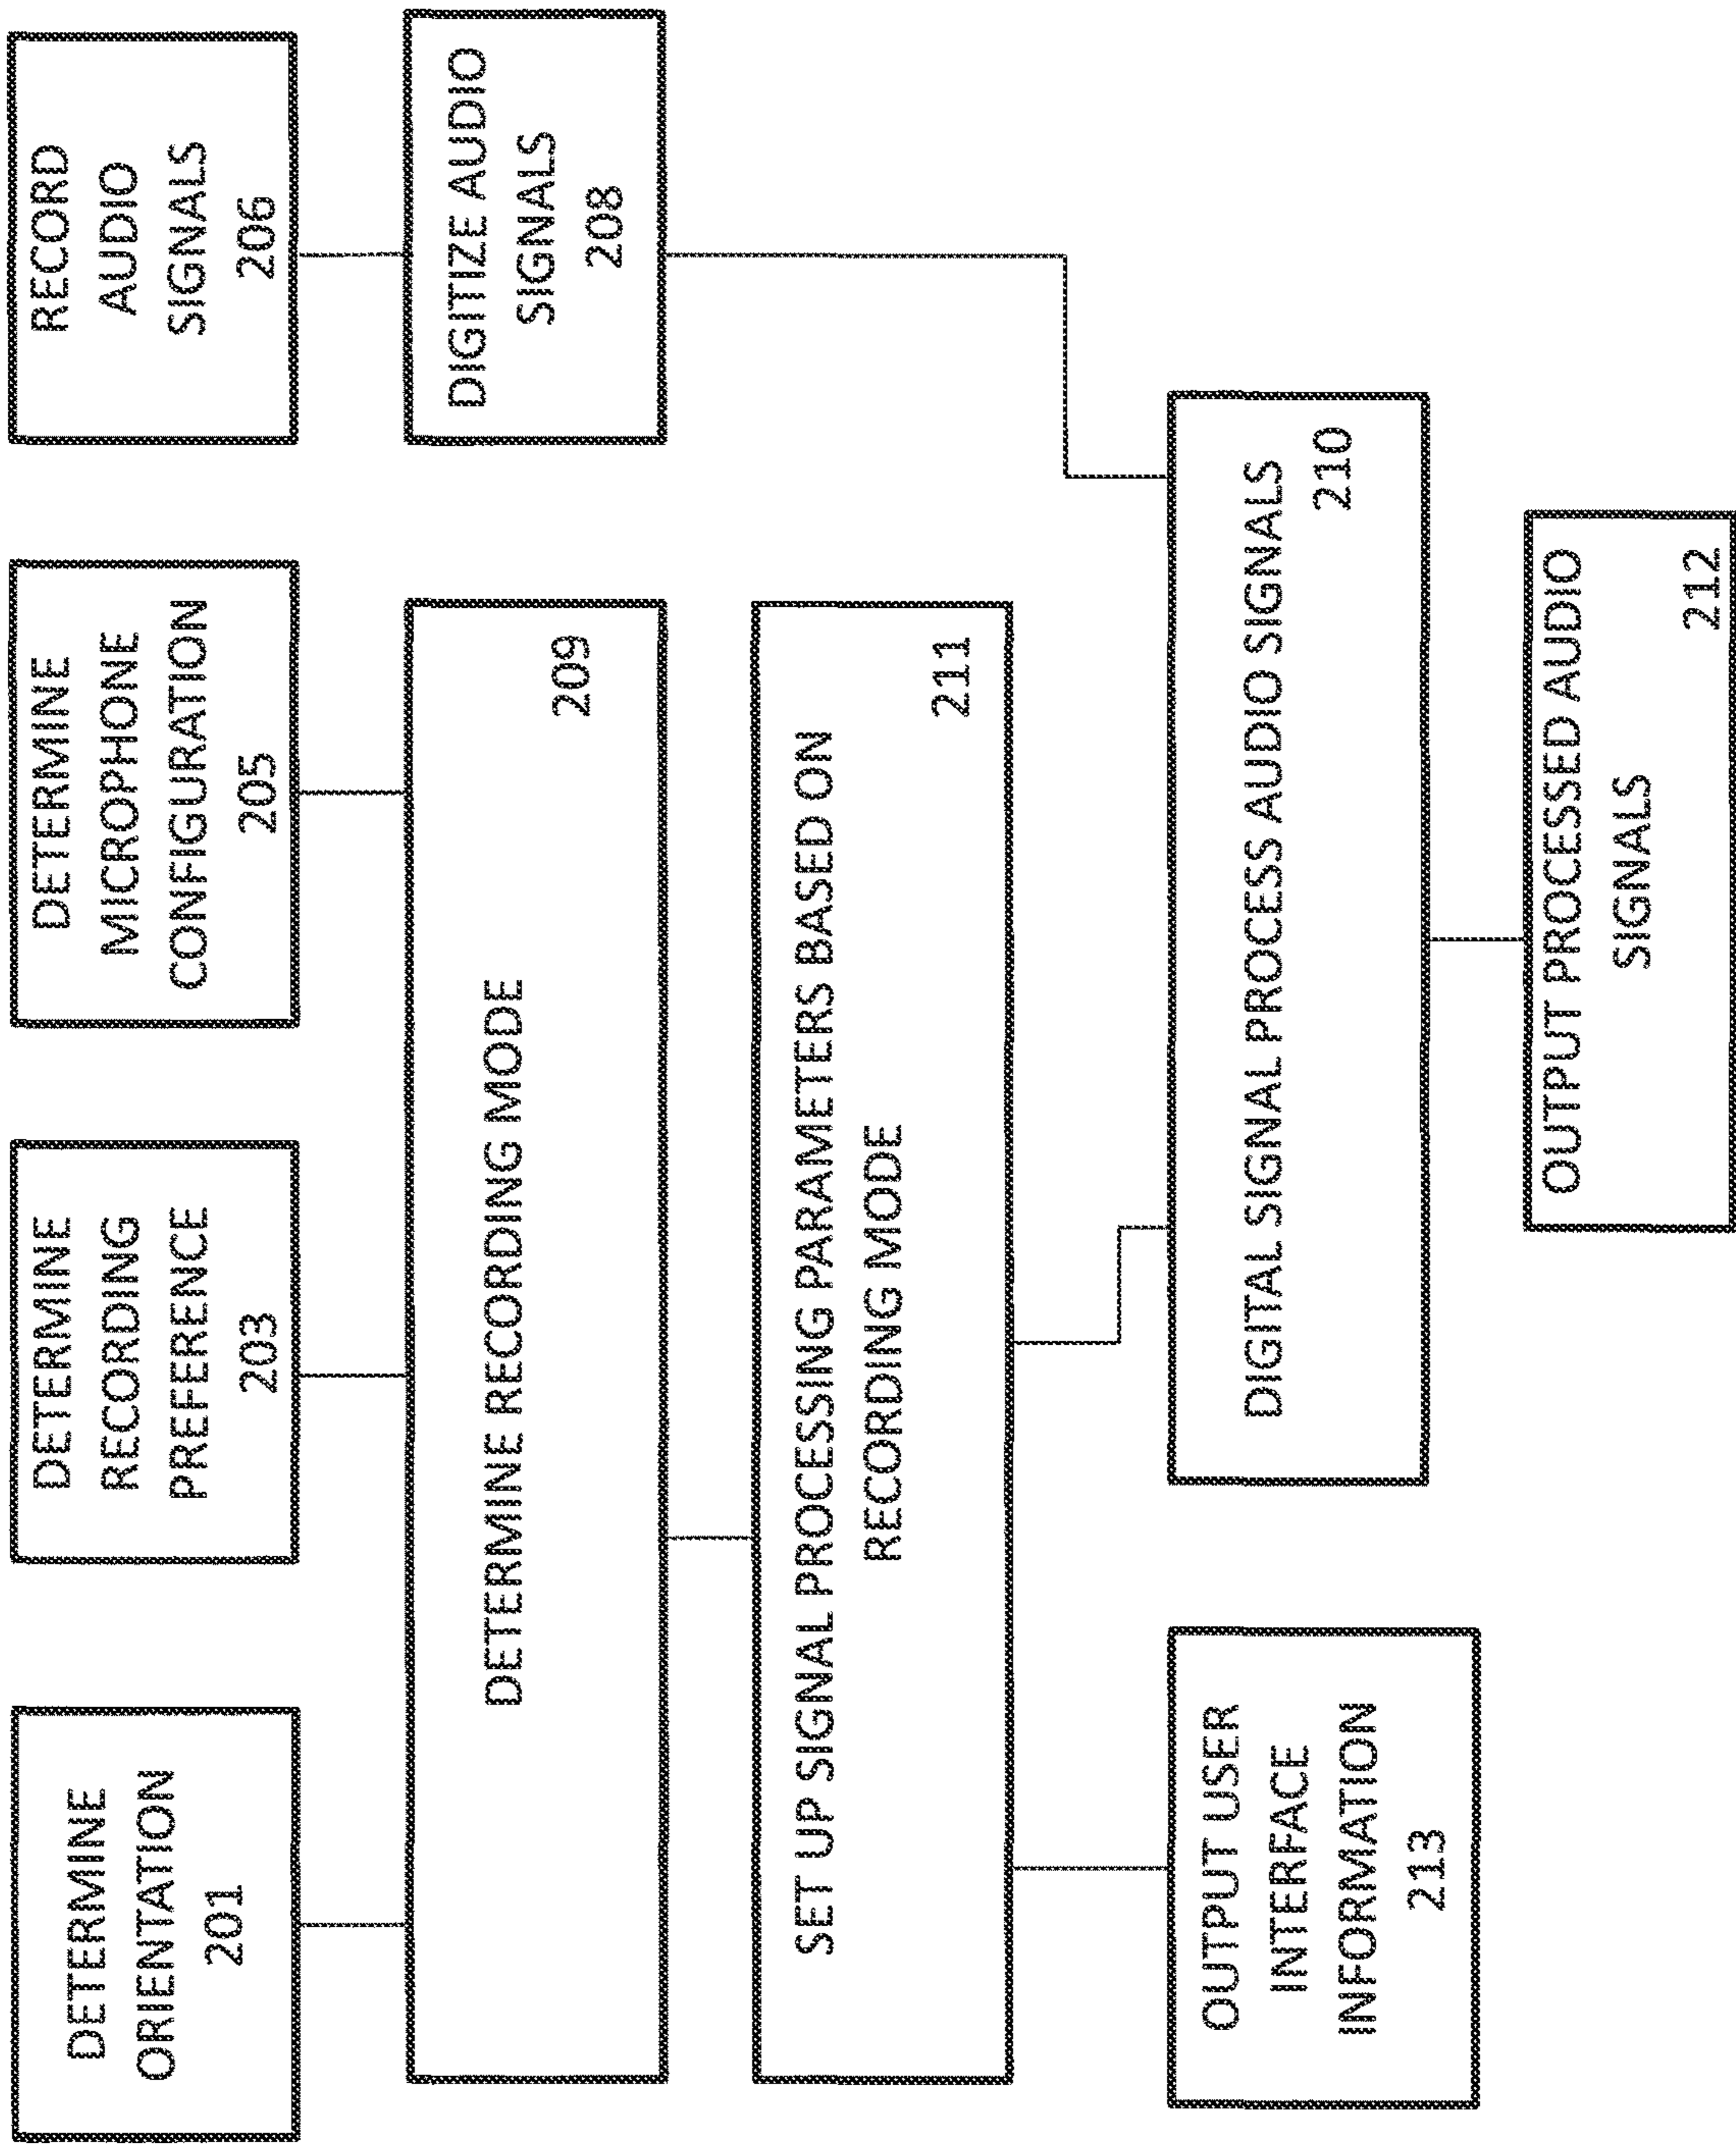 DETERMINE
ORIENTATION
201
DETERMINE
RECORDING
PREFERENCE
203
DETERMINE
MICROPHONE
CONFIGURATION
205
RECORD
AUDIO
SIGNALS
206
DETERMINE RECORDING MODE
209
DIGITIZE AUDIO
SIGNALS
208
SET UP SIGNAL PROCESSING PARAMETERS BASED ON
RECORDING MODE
211
OUTPUT USER
INTERFACE
INFORMATION
213
DIGITAL SIGNAL PROCESS AUDIO SIGNALS
210
OUTPUT PROCESSED AUDIO
SIGNALS
212